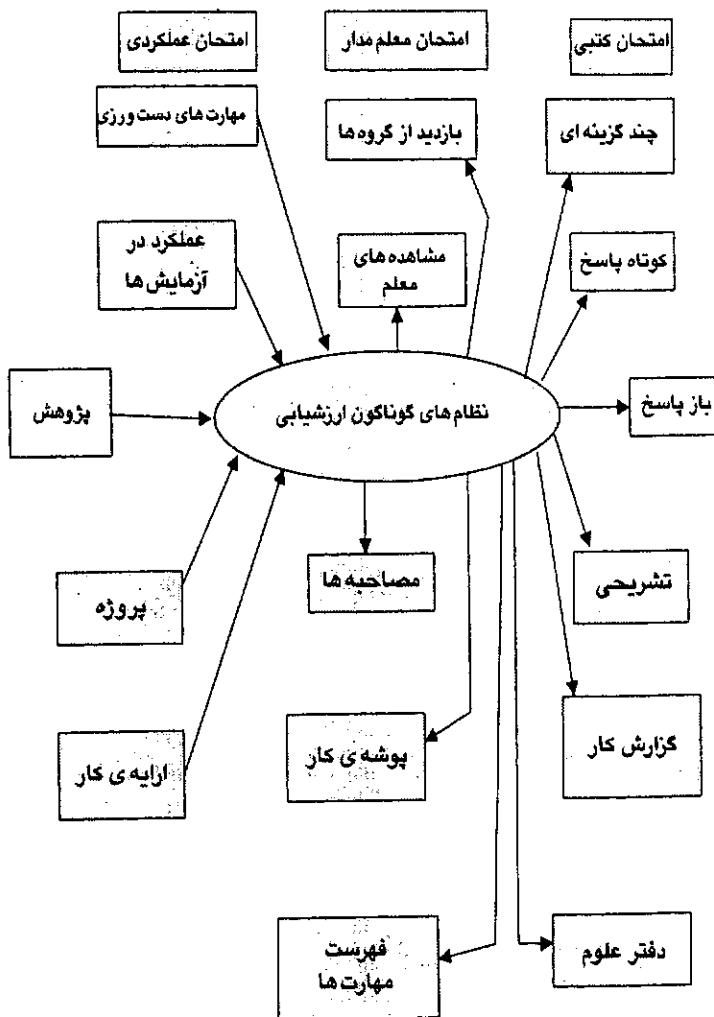 امتحان کتبی
امتحان معلم مدار
امتحان عملکردی
چند گزینه ای
بازدید از گروه ها
مهارت های دست ورزی
کوتاه پاسخ
مشاهده های
معلم
عملکرد در
آزمایش ها
باز پاسخ
نظام های گوناگون ارزشیابی
پژوهش
تشریحی
مصاحبه ها
پروژه
گزارش کار
پوشه ی کار
ارایه ی کار
دفتر علوم
فهرست
مهارت ها